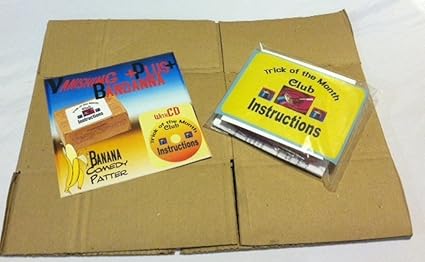 VANISHING +PLUS+
BANCANNA
Trick of the Month
Club
Instructions
With CD
Trick of the Month
Club
Instructions
BANANA
COMEDY
PATTER
Trick of the Month
Club
Instructions